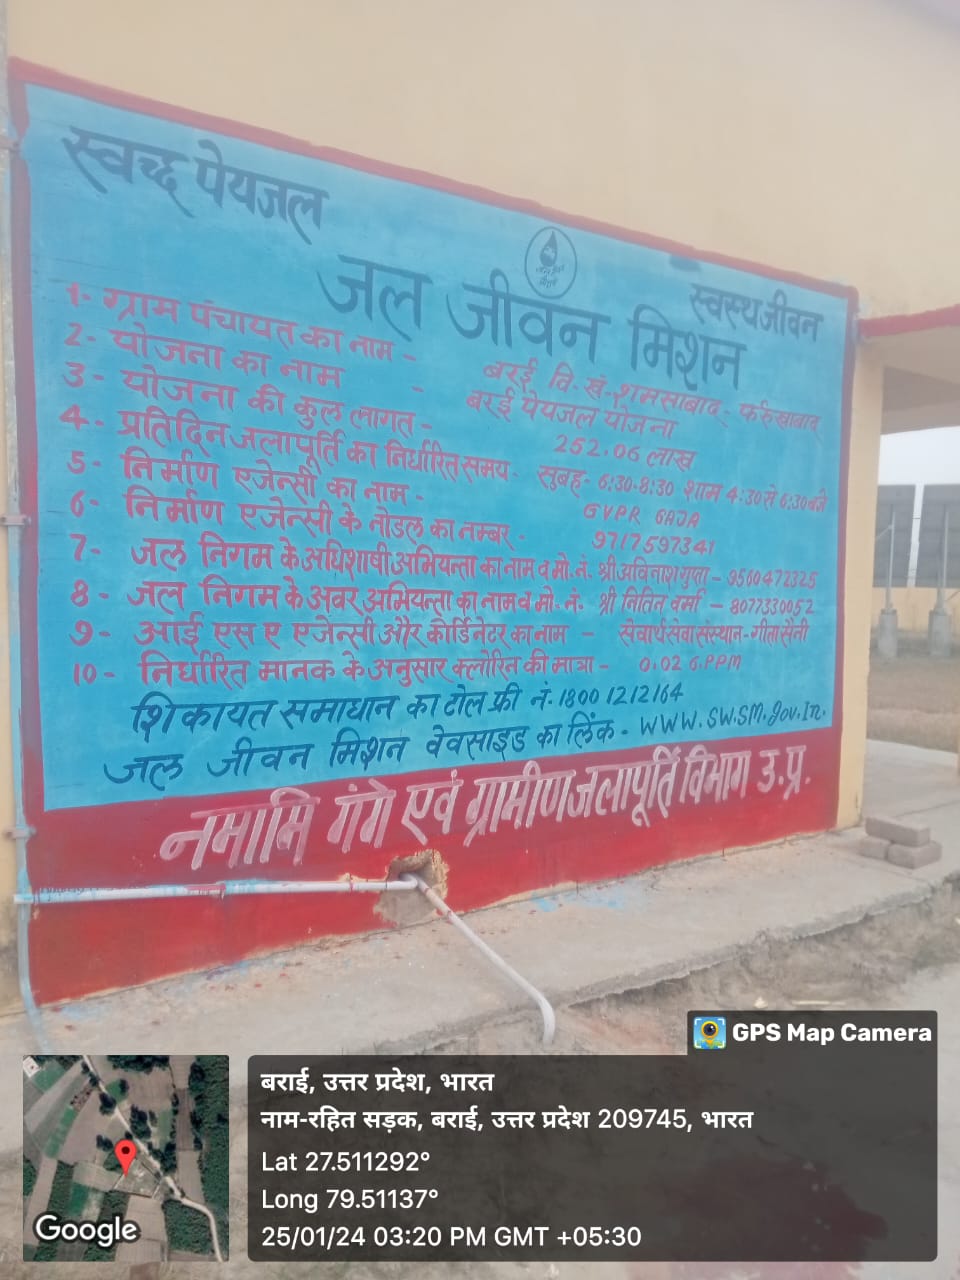 स्वच्छ पेयजल
स्वस्थ जीवन
जल जीवन मिशन
1- ग्राम पंचायत का नाम - बरई वि. खं. शमसाबाद - फर्रुखाबाद
2- योजना का नाम - बरई पेयजल योजना
3- योजना की कुल लागत - 252.06 लाख
4- प्रतिदिन जलापूर्ति का निर्धारित समय - सुबह - 6:30-8:30 शाम 4:30 से 6:30 बजे
5- निर्माण एजेन्सी का नाम - GVPR GAJA
6- निर्माण एजेन्सी के नोडल का नम्बर - 9717597341
7- जल निगम के अधिशाषी अभियन्ता का नाम व मो. नं. श्री अविनाश गुप्ता - 9560472325
8- जल निगम के अवर अभियन्ता का नाम व मो. नं. श्री नितिन वर्मा - 8077330052
9- आई एस ए एजेन्सी और कोर्डिनेटर का नाम - सेवार्थ सेवा संस्थान - गीता सैनी
10- निर्धारित मानक के अनुसार क्लोरिन की मात्रा - 0.02 G.PPM
शिकायत समाधान का टोल फ्री नं. 1800 1212164
जल जीवन मिशन वेवसाइड का लिंक - WWW.SWSM.gov.In.
नमामि गंगे एवं ग्रामीण जलापूर्ति विभाग उ.प्र.
GPS Map Camera
बराई, उत्तर प्रदेश, भारत
नाम-रहित सड़क, बराई, उत्तर प्रदेश 209745, भारत
Lat 27.511292°
Long 79.51137°
25/01/24 03:20 PM GMT +05:30
Google